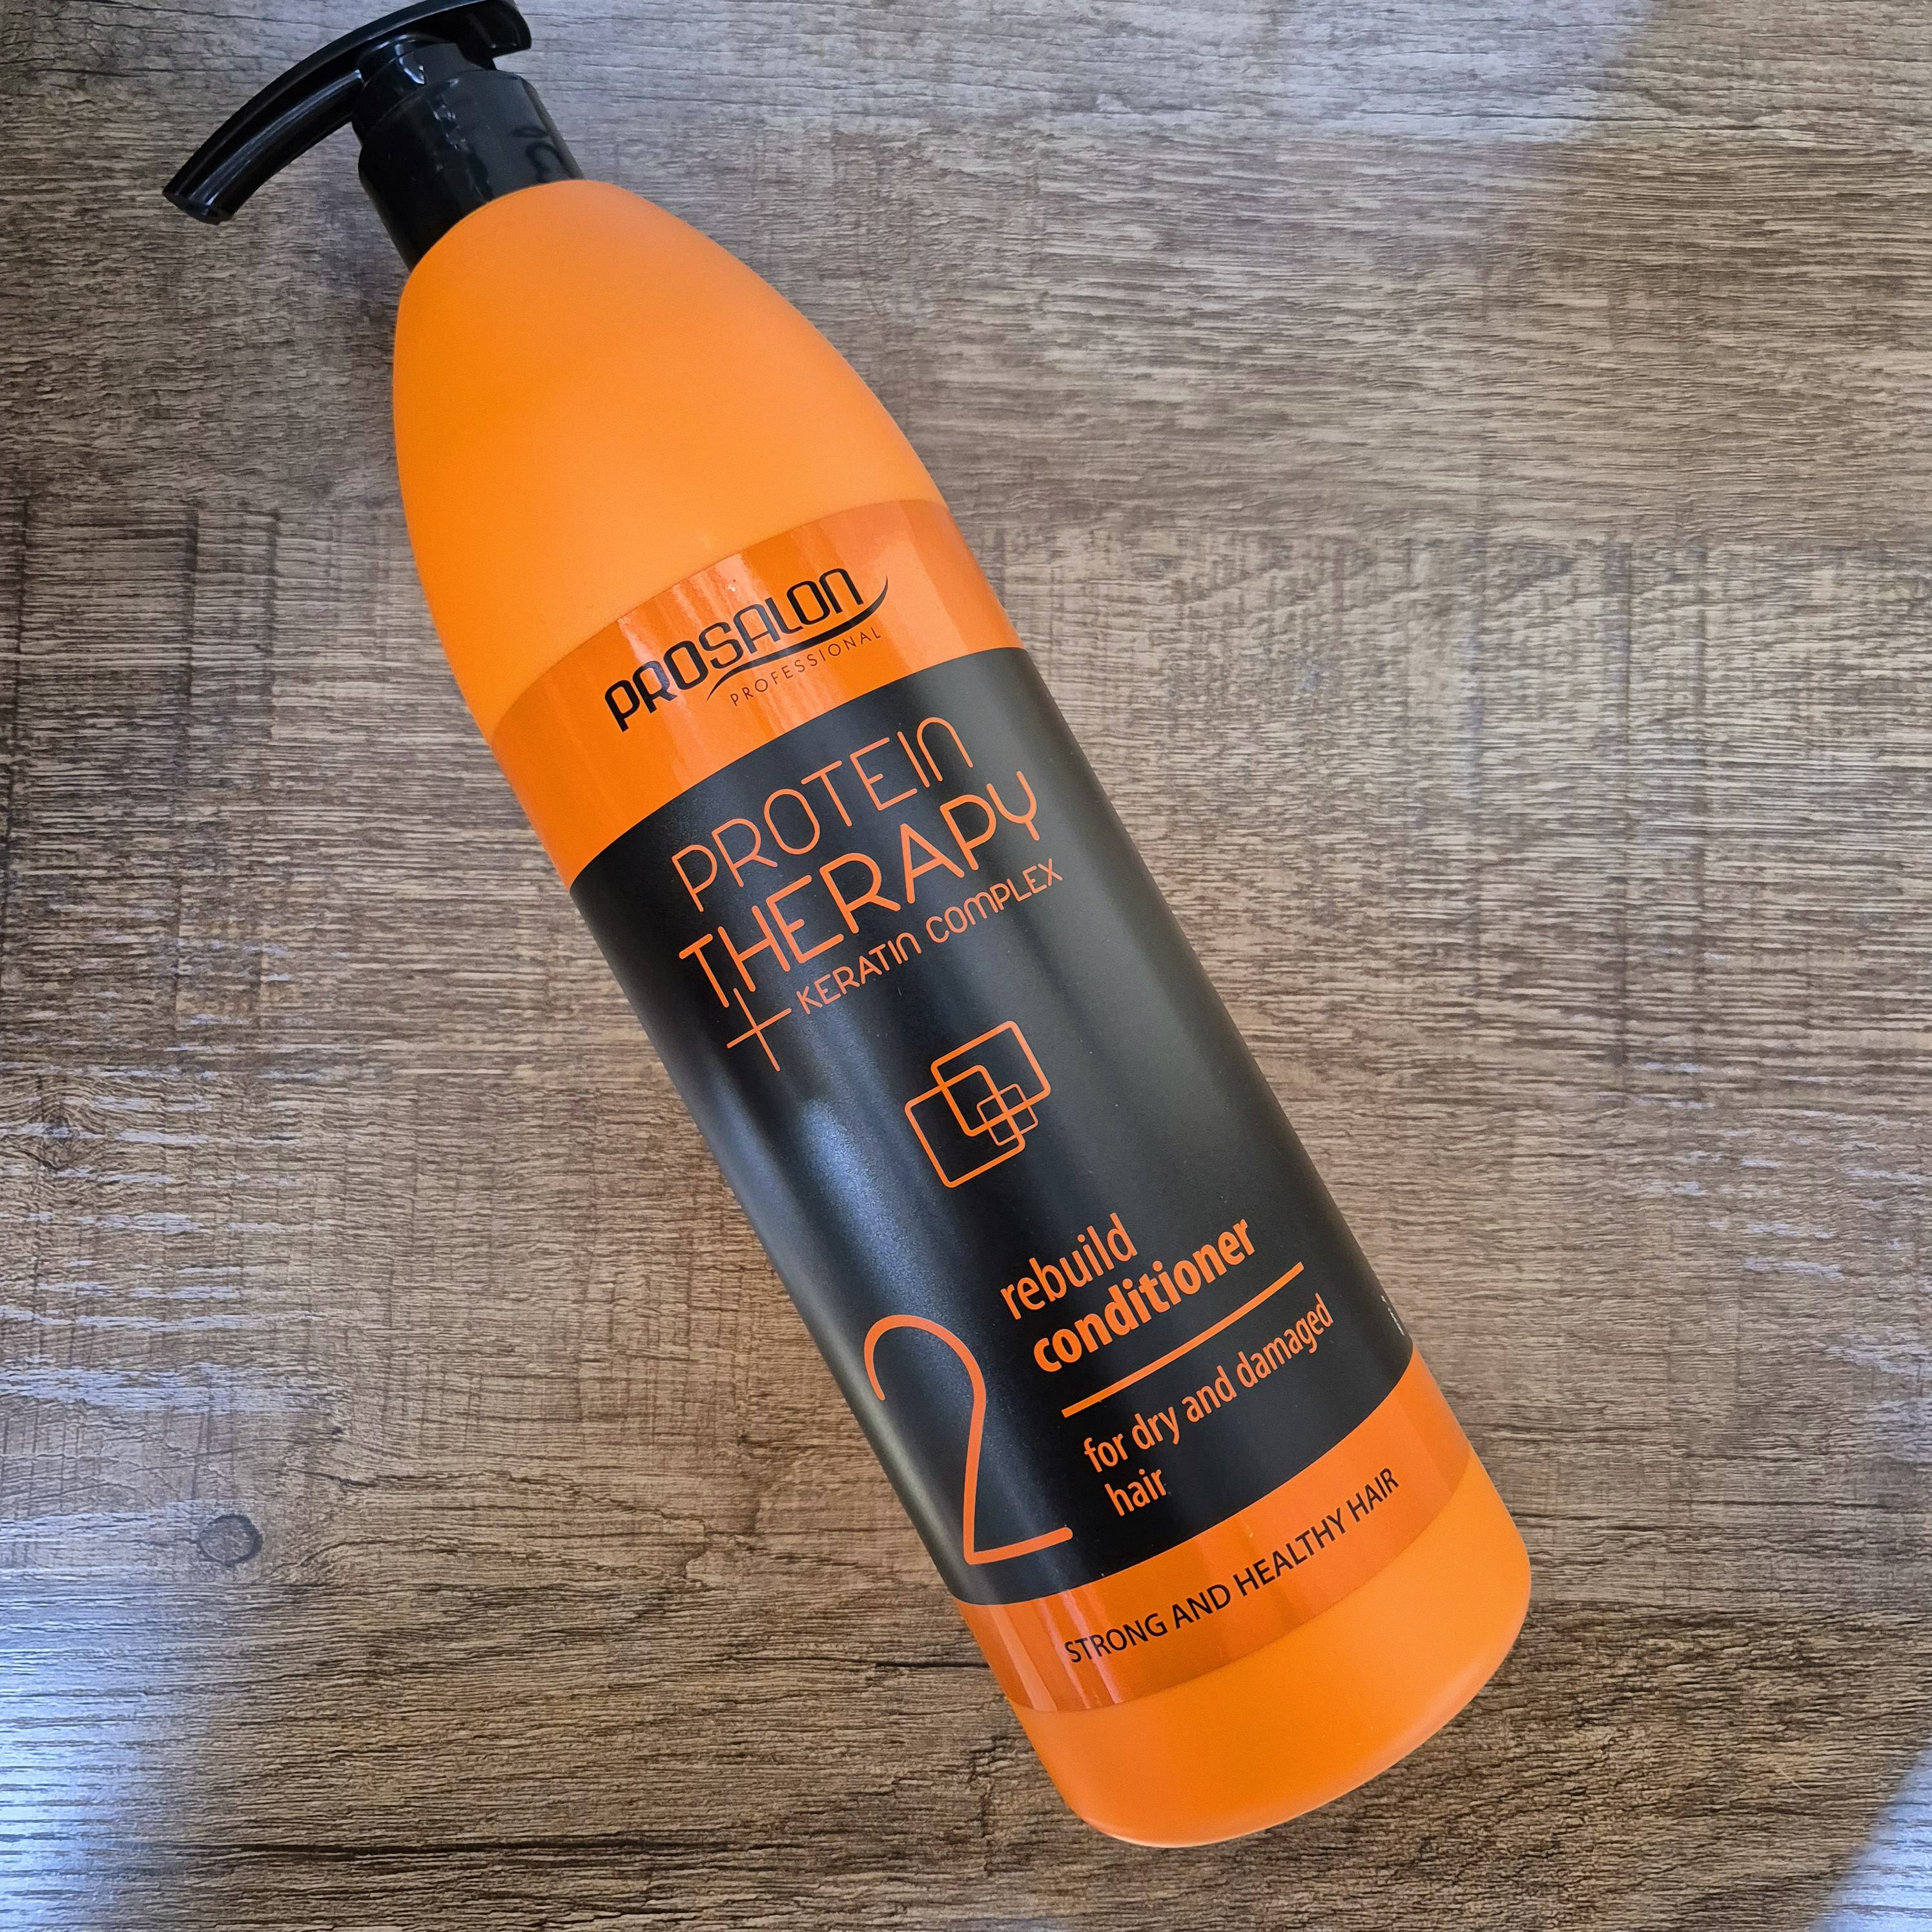 PROSALON
PROFESSIONAL
PROTEIN
THERAPY
+ KERATIN COMPLEX
2
rebuild
conditioner
for dry and damaged
hair
STRONG AND HEALTHY HAIR